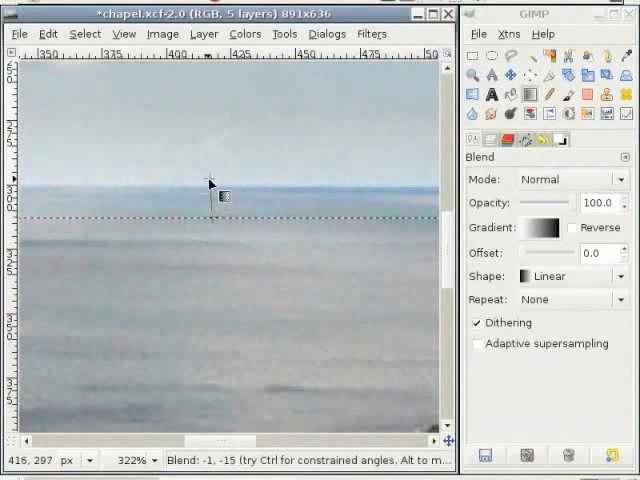 *chapel.xcf-2.0 (RGB, 5 layers) 891x636
File Edit Select View Image Layer Colors Tools Dialogs Filters
350 375 400 425 450
GIMP
File Xtns Help
Blend
Mode: Normal
Opacity: 100.0
Gradient: Reverse
Offset: 0.0
Shape: Linear
Repeat: None
Dithering
Adaptive supersampling
416, 297 px 322% Blend: -1, -15 (try Ctrl for constrained angles, Alt to m...